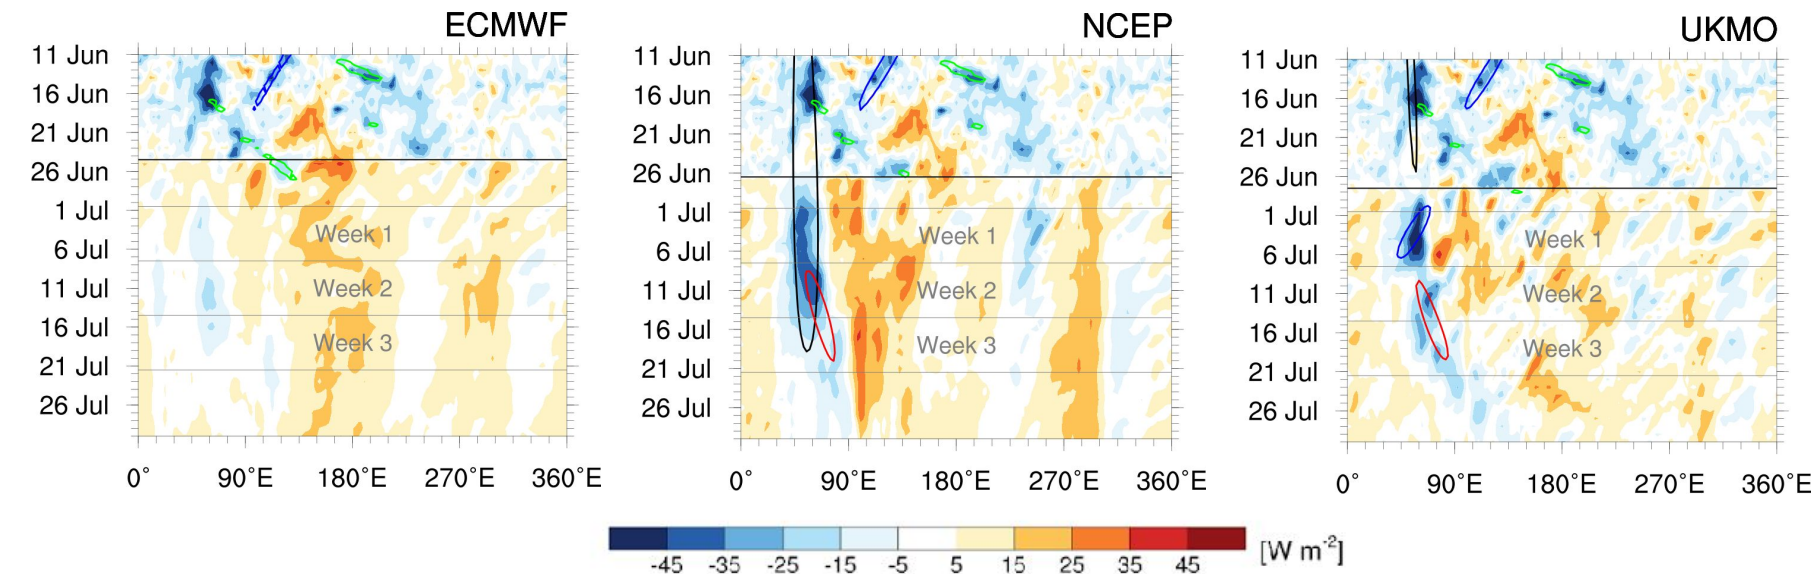 ECMWF
11 Jun
16 Jun
21 Jun
26 Jun
1 Jul
6 Jul
11 Jul
16 Jul
21 Jul
26 Jul
Week 1
Week 2
Week 3
0° 90°E 180°E 270°E 360°E
NCEP
11 Jun
16 Jun
21 Jun
26 Jun
1 Jul
6 Jul
11 Jul
16 Jul
21 Jul
26 Jul
Week 1
Week 2
Week 3
0° 90°E 180°E 270°E 360°E
UKMO
11 Jun
16 Jun
21 Jun
26 Jun
1 Jul
6 Jul
11 Jul
16 Jul
21 Jul
26 Jul
Week 1
Week 2
Week 3
0° 90°E 180°E 270°E 360°E
-45 -35 -25 -15 -5 5 15 25 35 45
[W m⁻²]